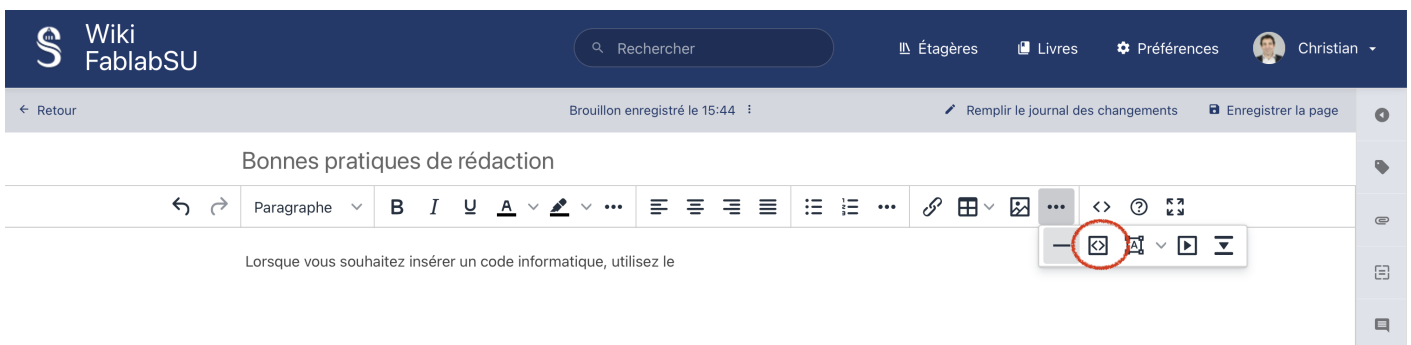 Wiki
FablabSU
Rechercher
Étagères
Livres
Préférences
Christian
Retour
Brouillon enregistré le 15:44
Remplir le journal des changements
Enregistrer la page
Bonnes pratiques de rédaction
Paragraphe
B I U A
Lorsque vous souhaitez insérer un code informatique, utilisez le